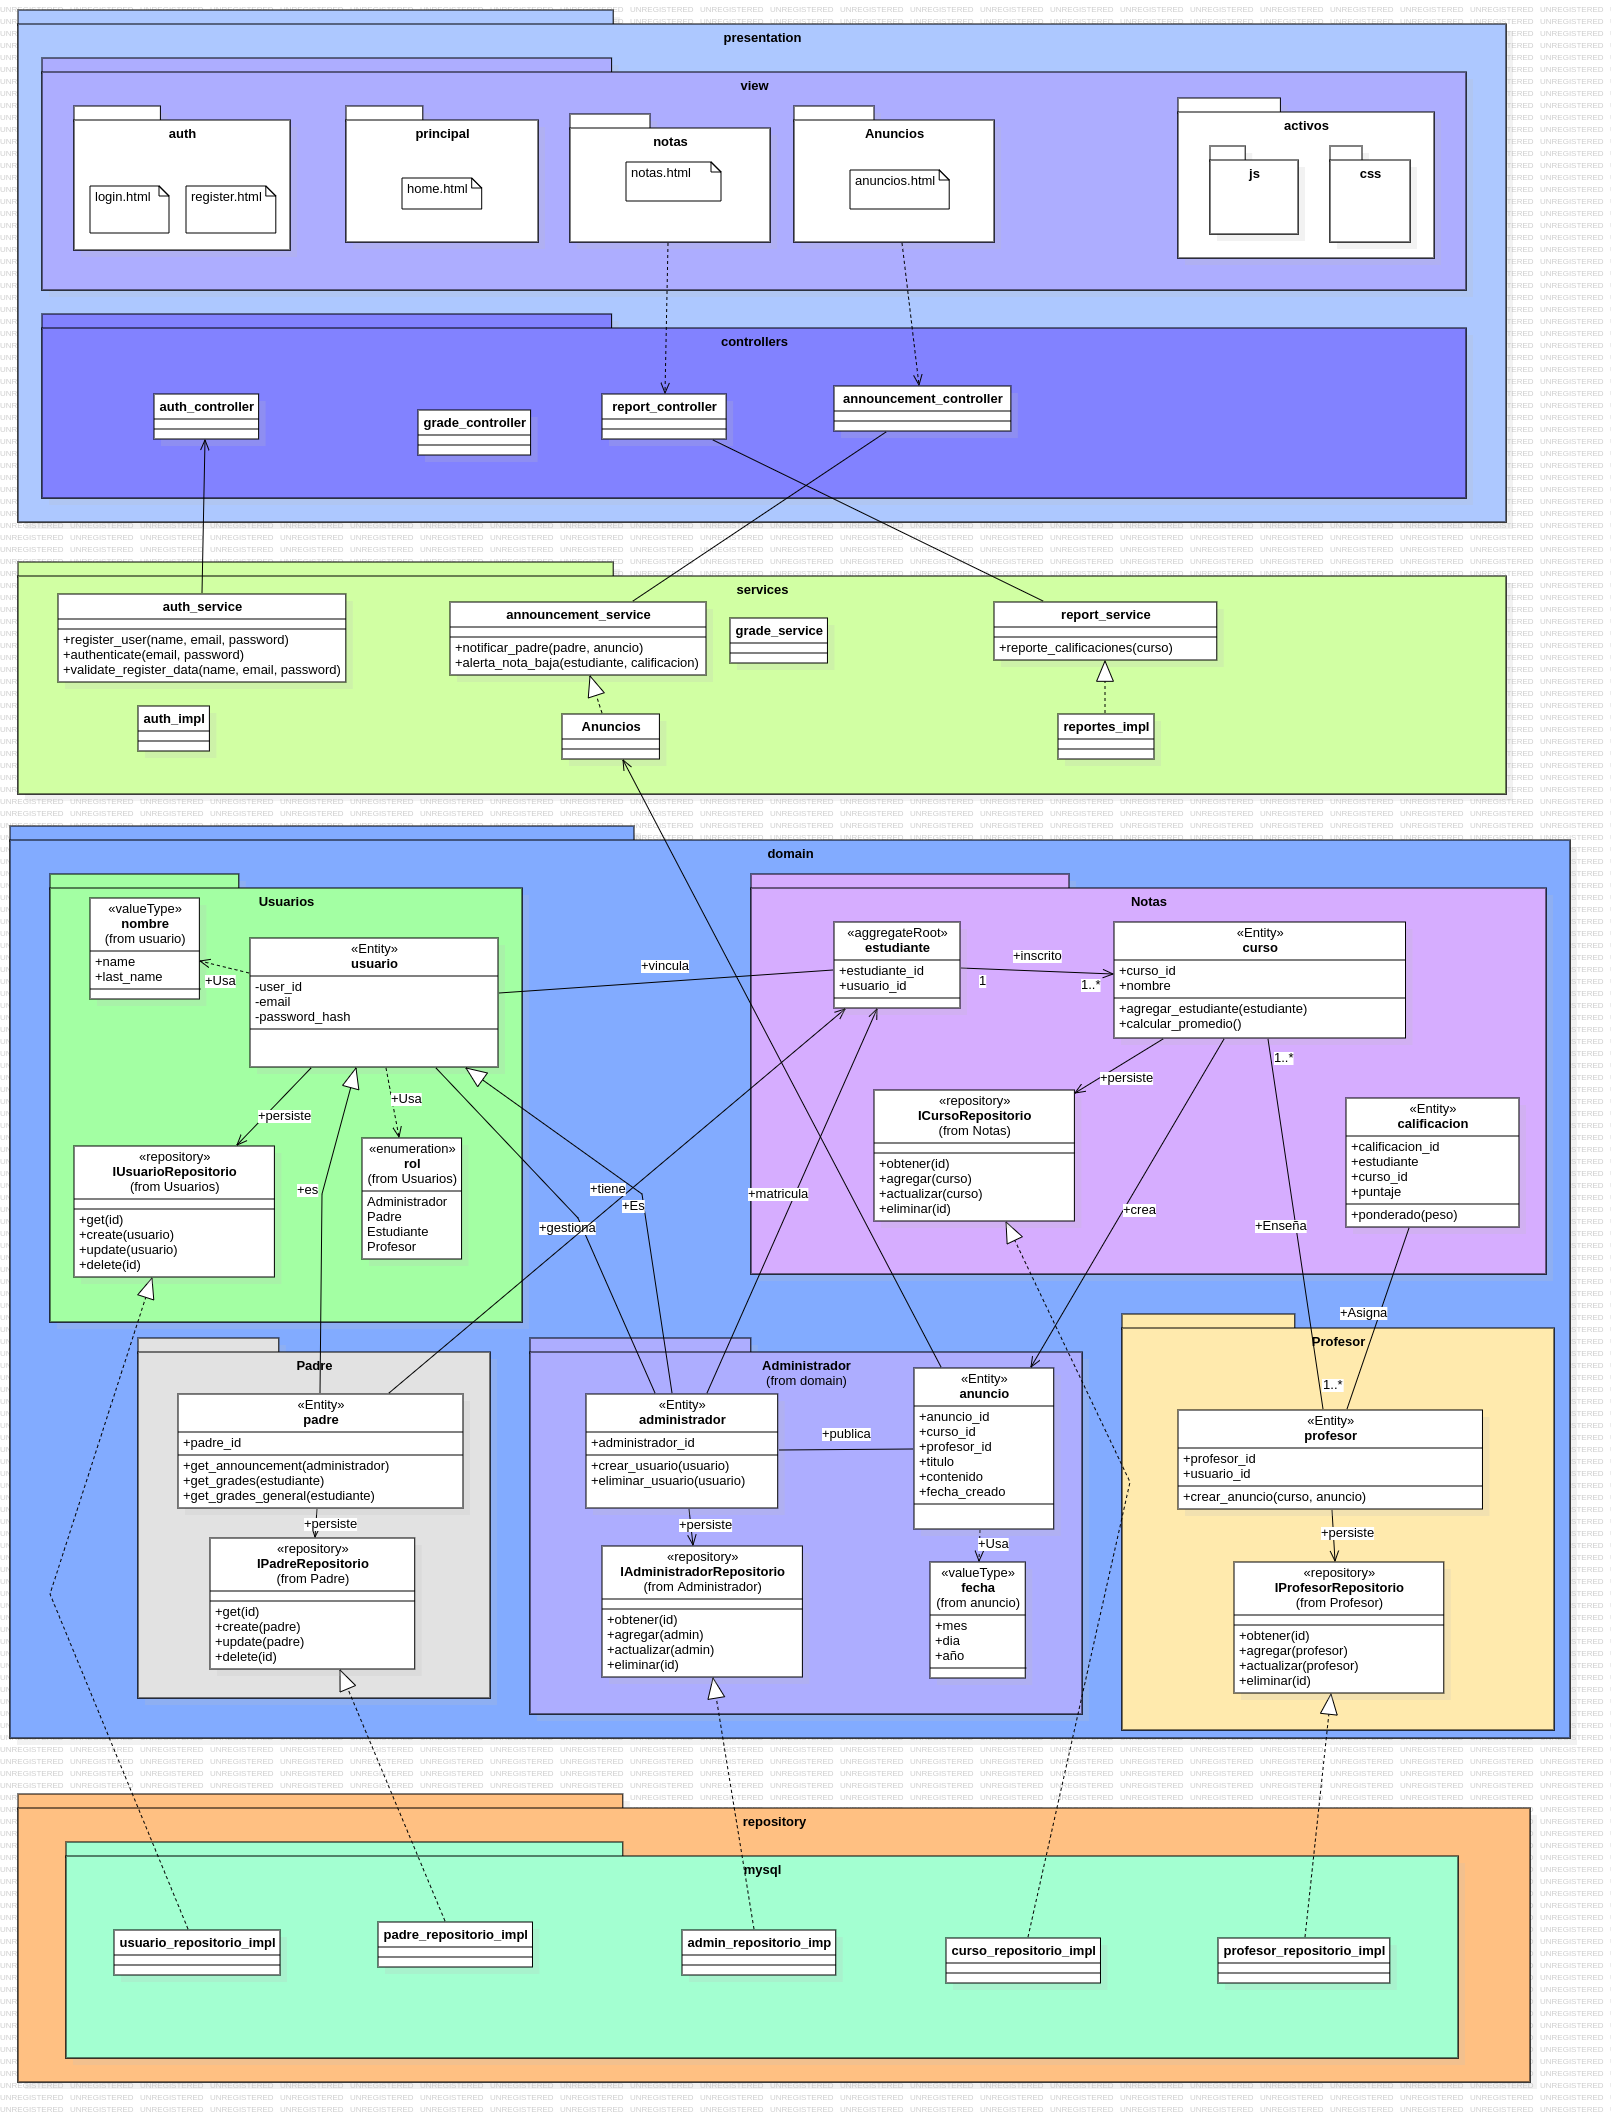 presentation
view
auth
login.html
register.html
principal
home.html
notas
notas.html
Anuncios
anuncios.html
activos
js
css
controllers
auth_controller
grade_controller
report_controller
announcement_controller
services
auth_service
+register_user(name, email, password)
+authenticate(email, password)
+validate_register_data(name, email, password)
auth_impl
announcement_service
+notificar_padre(padre, anuncio)
+alerta_nota_baja(estudiante, calificacion)
Anuncios
grade_service
report_service
+reporte_calificaciones(curso)
reportes_impl
domain
Usuarios
«valueType»
nombre
(from usuario)
+name
+last_name
+Usa
«Entity»
usuario
-user_id
-email
-password_hash
+persiste
+Usa
+es
«repository»
IUsuarioRepositorio
(from Usuarios)
+get(id)
+create(usuario)
+update(usuario)
+delete(id)
«enumeration»
rol
(from Usuarios)
Administrador
Padre
Estudiante
Profesor
+vincula
+tiene
+Es
+gestiona
+matricula
Notas
«aggregateRoot»
estudiante
+estudiante_id
+usuario_id
+inscrito
1
1..*
«Entity»
curso
+curso_id
+nombre
+agregar_estudiante(estudiante)
+calcular_promedio()
+persiste
1..*
«repository»
ICursoRepositorio
(from Notas)
+obtener(id)
+agregar(curso)
+actualizar(curso)
+eliminar(id)
«Entity»
calificacion
+calificacion_id
+estudiante
+curso_id
+puntaje
+ponderado(peso)
+crea
+Enseña
+Asigna
Padre
«Entity»
padre
+padre_id
+get_announcement(administrador)
+get_grades(estudiante)
+get_grades_general(estudiante)
+persiste
«repository»
IPadreRepositorio
(from Padre)
+get(id)
+create(padre)
+update(padre)
+delete(id)
Administrador
(from domain)
«Entity»
administrador
+administrador_id
+crear_usuario(usuario)
+eliminar_usuario(usuario)
+publica
«Entity»
anuncio
+anuncio_id
+curso_id
+profesor_id
+titulo
+contenido
+fecha_creado
+persiste
+Usa
«repository»
IAdministradorRepositorio
(from Administrador)
+obtener(id)
+agregar(admin)
+actualizar(admin)
+eliminar(id)
«valueType»
fecha
(from anuncio)
+mes
+dia
+año
Profesor
1..*
«Entity»
profesor
+profesor_id
+usuario_id
+crear_anuncio(curso, anuncio)
+persiste
«repository»
IProfesorRepositorio
(from Profesor)
+obtener(id)
+agregar(profesor)
+actualizar(profesor)
+eliminar(id)
repository
mysql
usuario_repositorio_impl
padre_repositorio_impl
admin_repositorio_imp
curso_repositorio_impl
profesor_repositorio_impl
UNREGISTERED